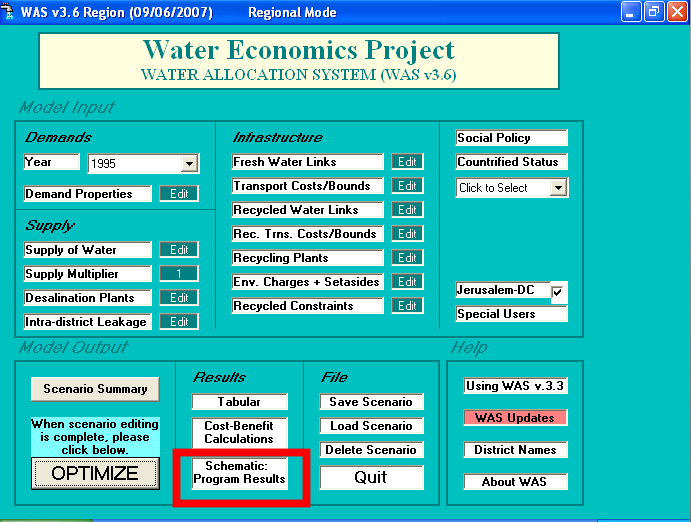 WAS v3.6 Region (09/06/2007) Regional Mode
Water Economics Project
WATER ALLOCATION SYSTEM (WAS v3.6)
Model Input
Demands
Year 1995
Demand Properties Edit
Supply
Supply of Water Edit
Supply Multiplier 1
Desalination Plants Edit
Intra-district Leakage Edit
Infrastructure
Fresh Water Links Edit
Transport Costs/Bounds Edit
Recycled Water Links Edit
Rec. Trns. Costs/Bounds Edit
Recycling Plants Edit
Env. Charges + Setasides Edit
Recycled Constraints Edit
Social Policy
Countrified Status
Click to Select
Jerusalem-DC
Special Users
Model Output
Scenario Summary
When scenario editing
is complete, please
click below.
OPTIMIZE
Results
Tabular
Cost-Benefit
Calculations
Schematic:
Program Results
File
Save Scenario
Load Scenario
Delete Scenario
Quit
Help
Using WAS v.3.3
WAS Updates
District Names
About WAS